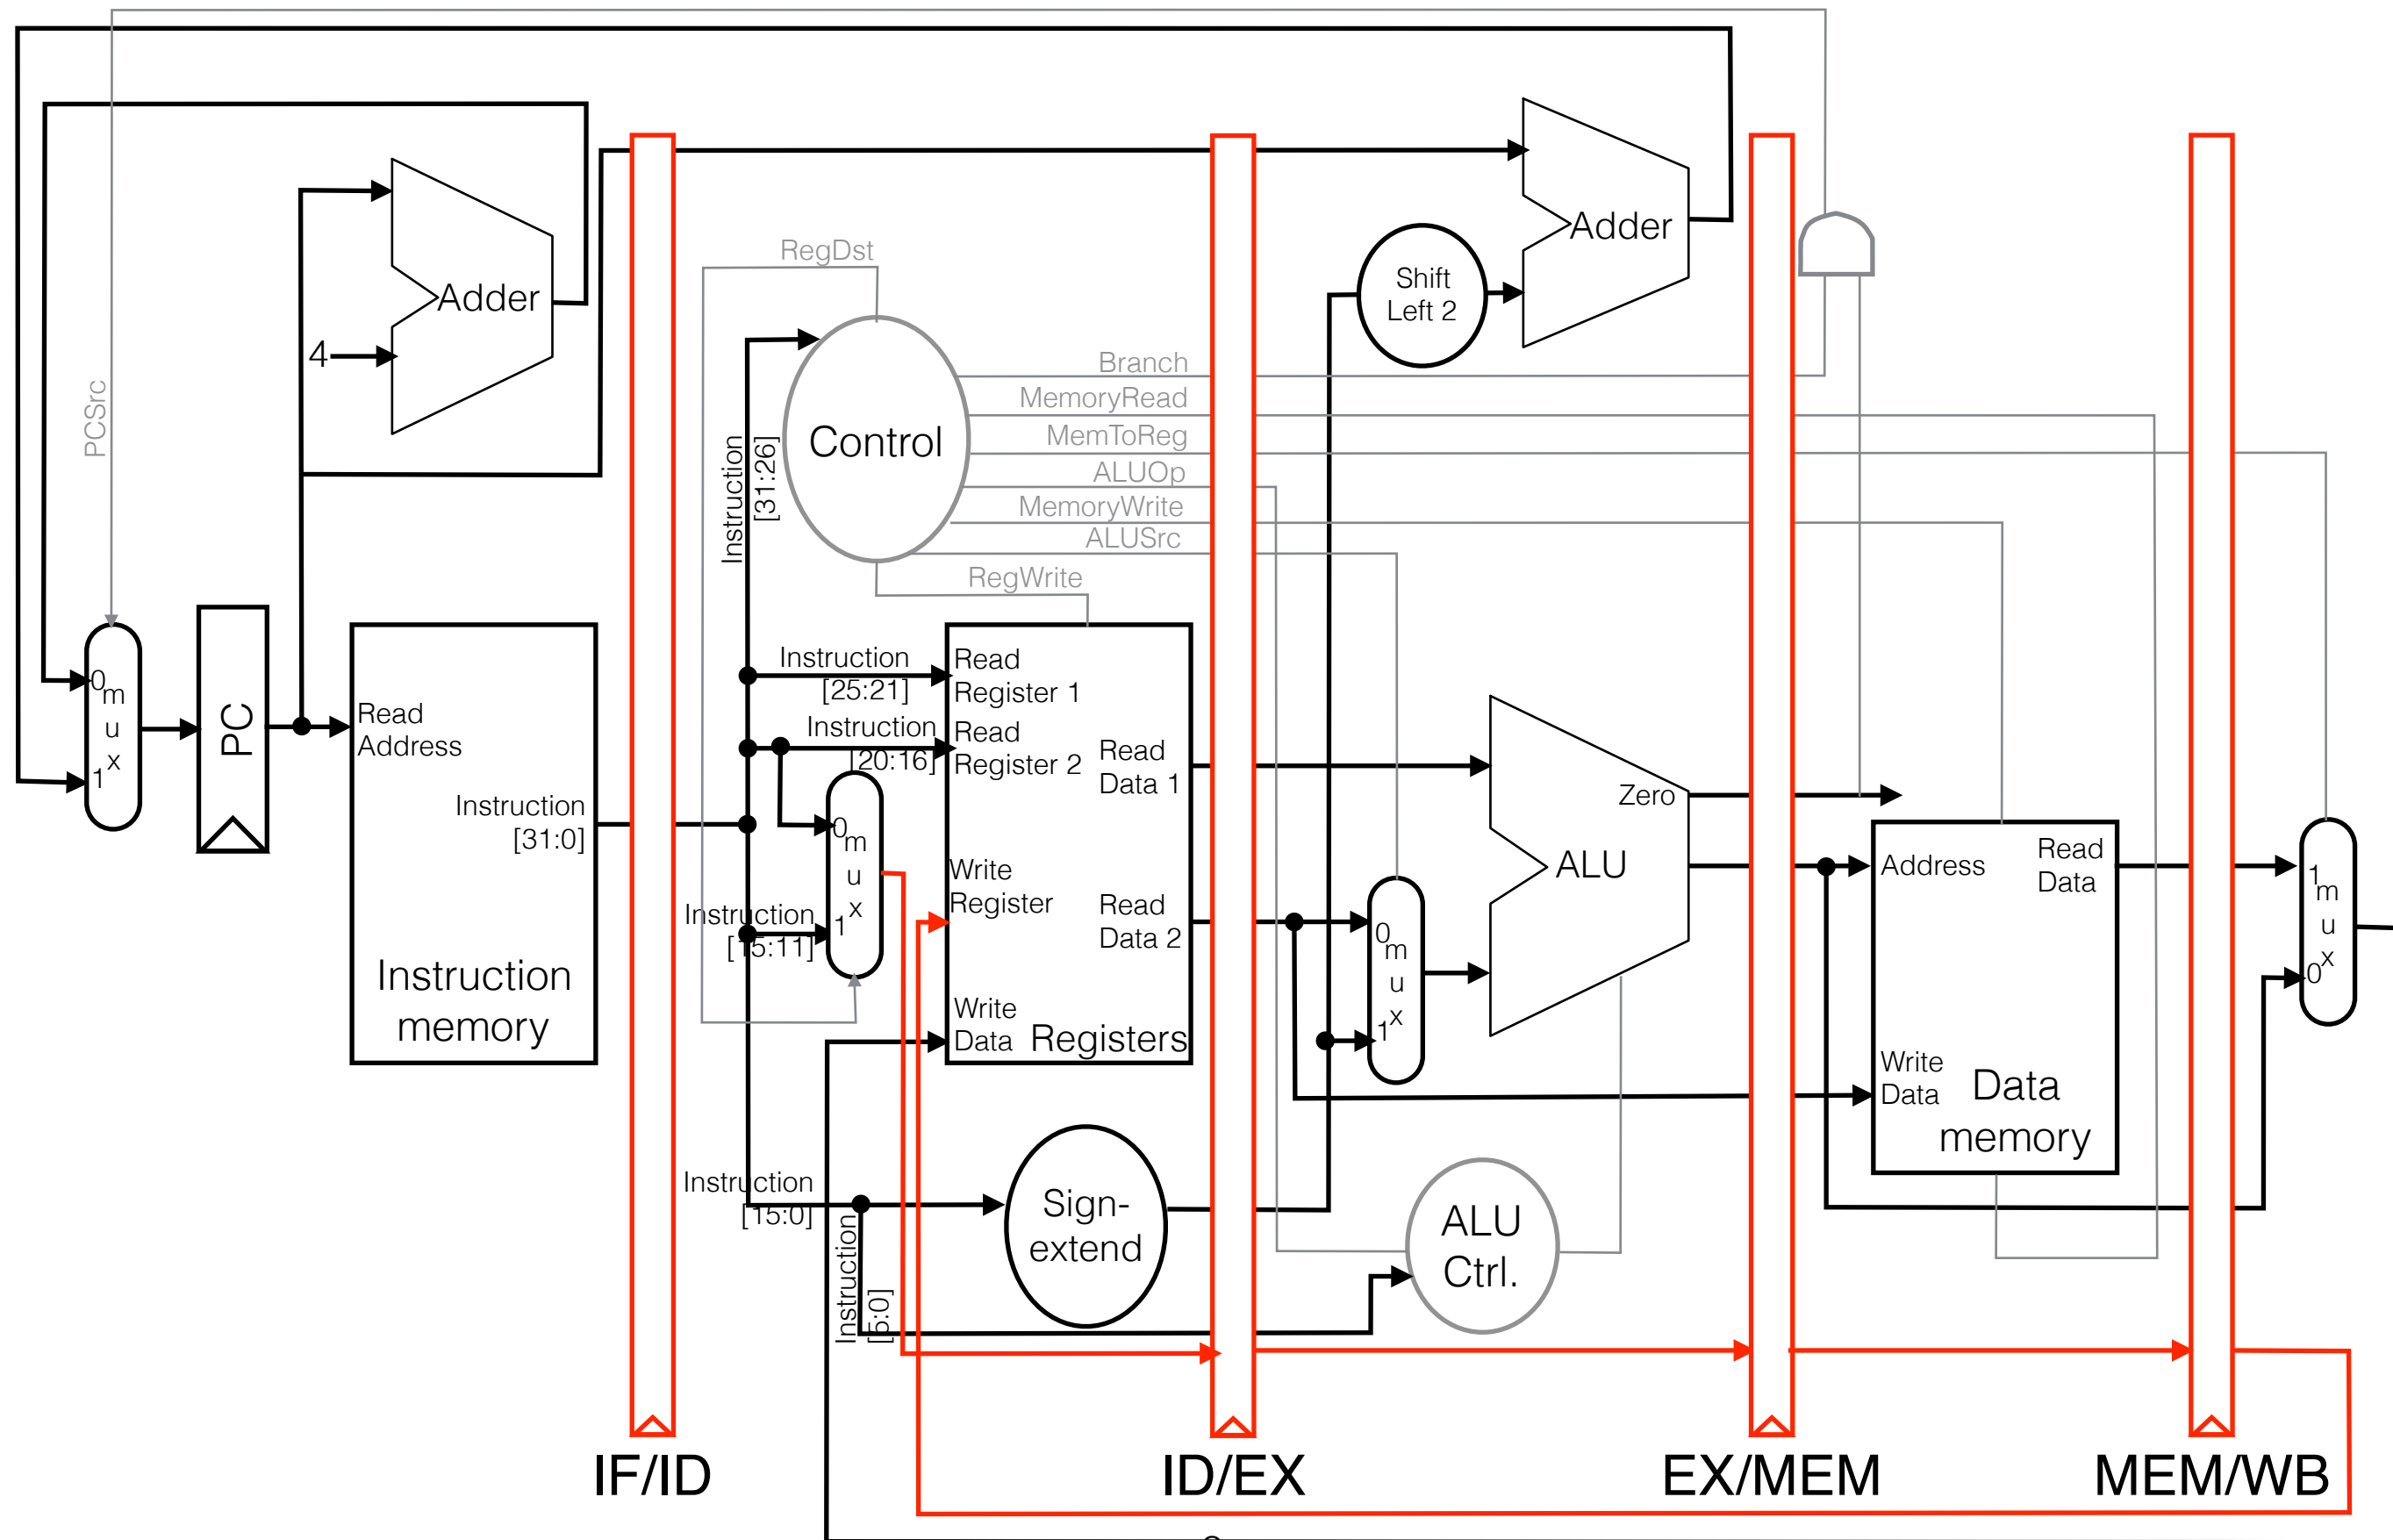 RegDst
Adder
Adder
Shift
Left 2
4
PCSrc
Branch
MemoryRead
MemToReg
ALUOp
MemoryWrite
ALUSrc
RegWrite
Control
Instruction
[31:26]
0
m
u
x
1
PC
Read
Address
Instruction
[31:0]
Instruction
memory
Instruction
[25:21]
Instruction
[20:16]
0
m
u
x
1
Instruction
[15:11]
Read
Register 1
Read
Register 2
Read
Data 1
Write
Register
Read
Data 2
Write
Data
Registers
Zero
ALU
0
m
u
x
1
Address
Read
Data
Write
Data
Data
memory
1
m
u
x
0
Instruction
[15:0]
Instruction
[5:0]
Sign-
extend
ALU
Ctrl.
IF/ID
ID/EX
EX/MEM
MEM/WB